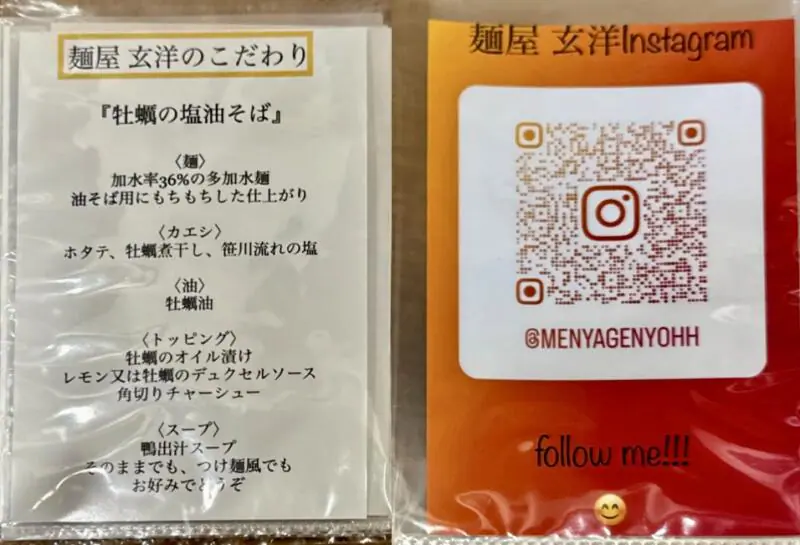 麺屋 玄洋のこだわり
『牡蠣の塩油そば』
〈麺〉
加水率36%の多加水麺
油そば用にもちもちした仕上がり
〈カエシ〉
ホタテ、牡蠣煮干し、笹川流れの塩
〈油〉
牡蠣油
〈トッピング〉
牡蠣のオイル漬け
レモン又は牡蠣のデュクセルソース
角切りチャーシュー
〈スープ〉
鴨出汁スープ
そのままでも、つけ麺風でも
お好みでどうぞ
麺屋 玄洋Instagram
@MENYAGENYOHH
follow me!!!